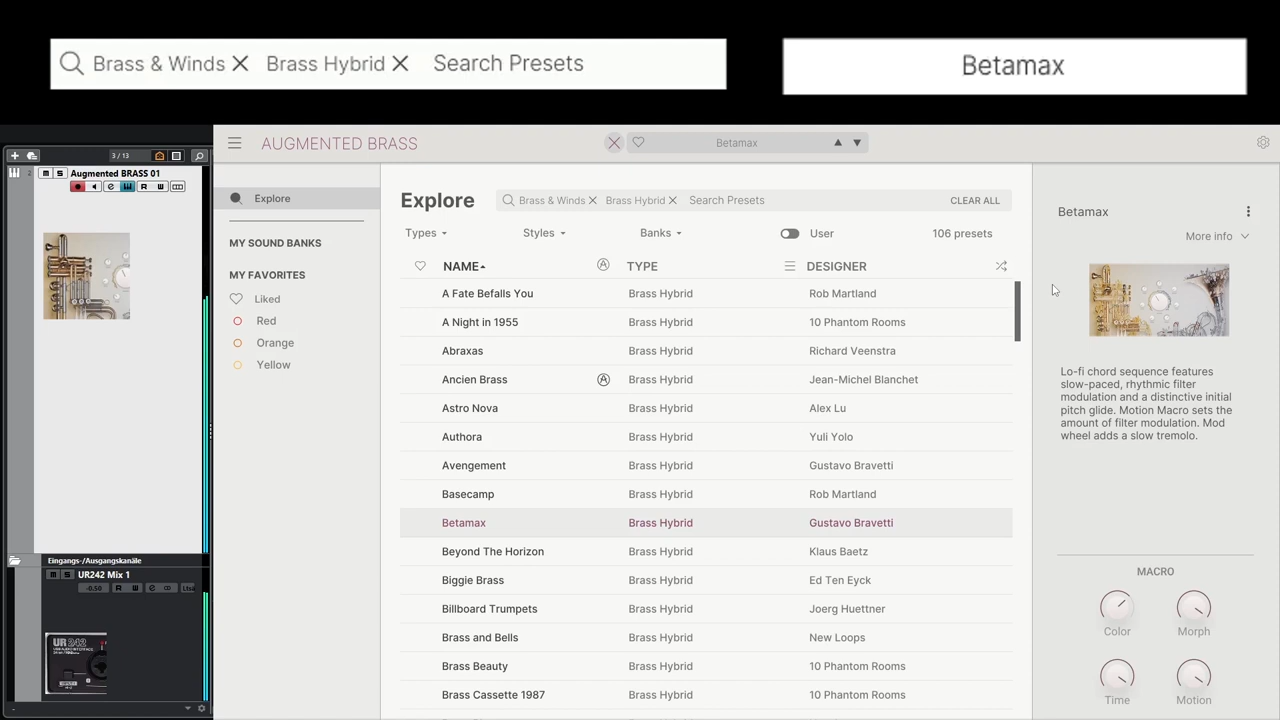 Brass & Winds Brass Hybrid Search Presets
Betamax
3 / 13
2 M S Augmented BRASS 01
R W
AUGMENTED BRASS
Betamax
Explore
MY SOUND BANKS
MY FAVORITES
Liked
Red
Orange
Yellow
Explore Brass & Winds Brass Hybrid Search Presets CLEAR ALL
Types Styles Banks User 106 presets
NAME TYPE DESIGNER
A Fate Befalls You Brass Hybrid Rob Martland
A Night in 1955 Brass Hybrid 10 Phantom Rooms
Abraxas Brass Hybrid Richard Veenstra
Ancien Brass Brass Hybrid Jean-Michel Blanchet
Astro Nova Brass Hybrid Alex Lu
Authora Brass Hybrid Yuli Yolo
Avengement Brass Hybrid Gustavo Bravetti
Basecamp Brass Hybrid Rob Martland
Betamax Brass Hybrid Gustavo Bravetti
Beyond The Horizon Brass Hybrid Klaus Baetz
Biggie Brass Brass Hybrid Ed Ten Eyck
Billboard Trumpets Brass Hybrid Joerg Huettner
Brass and Bells Brass Hybrid New Loops
Brass Beauty Brass Hybrid 10 Phantom Rooms
Brass Cassette 1987 Brass Hybrid Richard Veenstra
Betamax
More info
Lo-fi chord sequence features
slow-paced, rhythmic filter
modulation and a distinctive initial
pitch glide. Motion Macro sets the
amount of filter modulation. Mod
wheel adds a slow tremolo.
MACRO
Color Morph
Time Motion
Eingangs-/Ausgangskanäle
M S UR242 Mix 1
R W
UR242